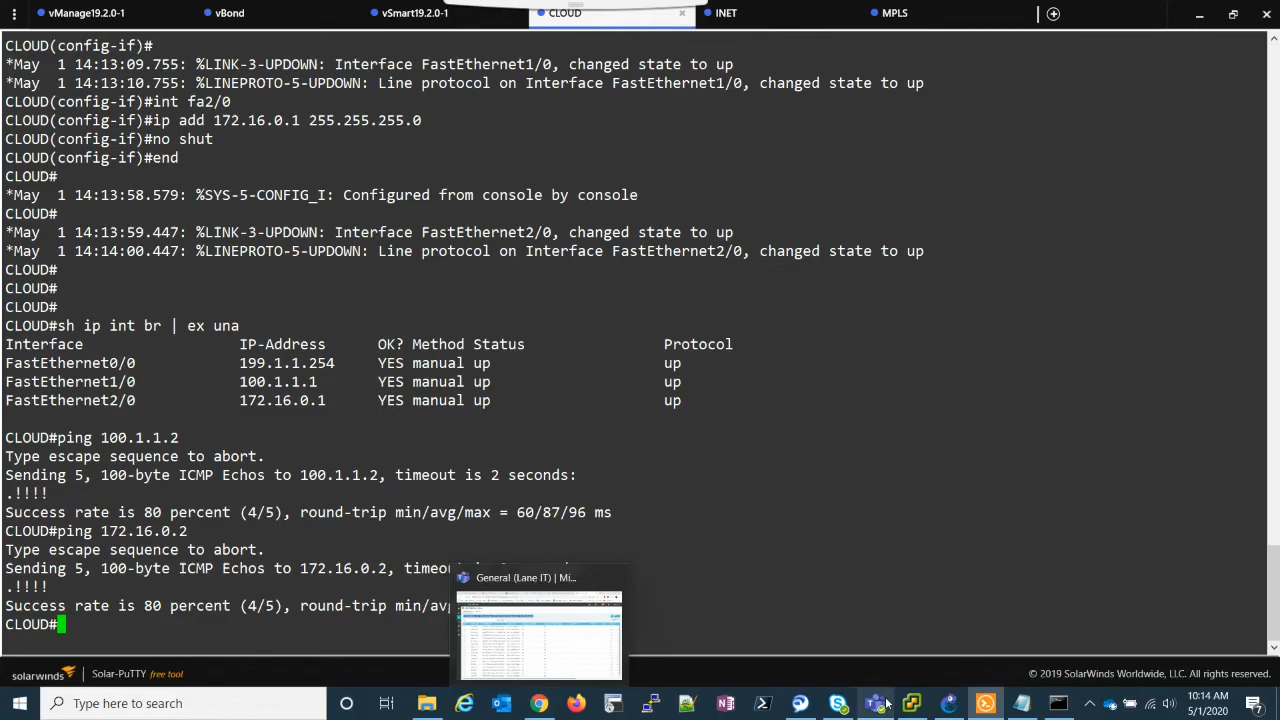 vManage19.2.0-1 vBond vSmart19.2.0-1 CLOUD INET MPLS
CLOUD(config-if)#
*May 1 14:13:09.755: %LINK-3-UPDOWN: Interface FastEthernet1/0, changed state to up
*May 1 14:13:10.755: %LINEPROTO-5-UPDOWN: Line protocol on Interface FastEthernet1/0, changed state to up
CLOUD(config-if)#int fa2/0
CLOUD(config-if)#ip add 172.16.0.1 255.255.255.0
CLOUD(config-if)#no shut
CLOUD(config-if)#end
CLOUD#
*May 1 14:13:58.579: %SYS-5-CONFIG_I: Configured from console by console
CLOUD#
*May 1 14:13:59.447: %LINK-3-UPDOWN: Interface FastEthernet2/0, changed state to up
*May 1 14:14:00.447: %LINEPROTO-5-UPDOWN: Line protocol on Interface FastEthernet2/0, changed state to up
CLOUD#
CLOUD#
CLOUD#
CLOUD#sh ip int br | ex una
Interface IP-Address OK? Method Status Protocol
FastEthernet0/0 199.1.1.254 YES manual up up
FastEthernet1/0 100.1.1.1 YES manual up up
FastEthernet2/0 172.16.0.1 YES manual up up
CLOUD#ping 100.1.1.2
Type escape sequence to abort.
Sending 5, 100-byte ICMP Echos to 100.1.1.2, timeout is 2 seconds:
.!!!!
Success rate is 80 percent (4/5), round-trip min/avg/max = 60/87/96 ms
CLOUD#ping 172.16.0.2
Type escape sequence to abort.
Sending 5, 100-byte ICMP Echos to 172.16.0.2,
.!!!!
80 percent (4/5), round-trip min/av
CLOUD#
General (Lane IT) | Mi...
Solar-PuTTY free tool © 2019 SolarWinds Worldwide, LLC. All rights reserved.
Type here to search
10:14 AM
5/1/2020